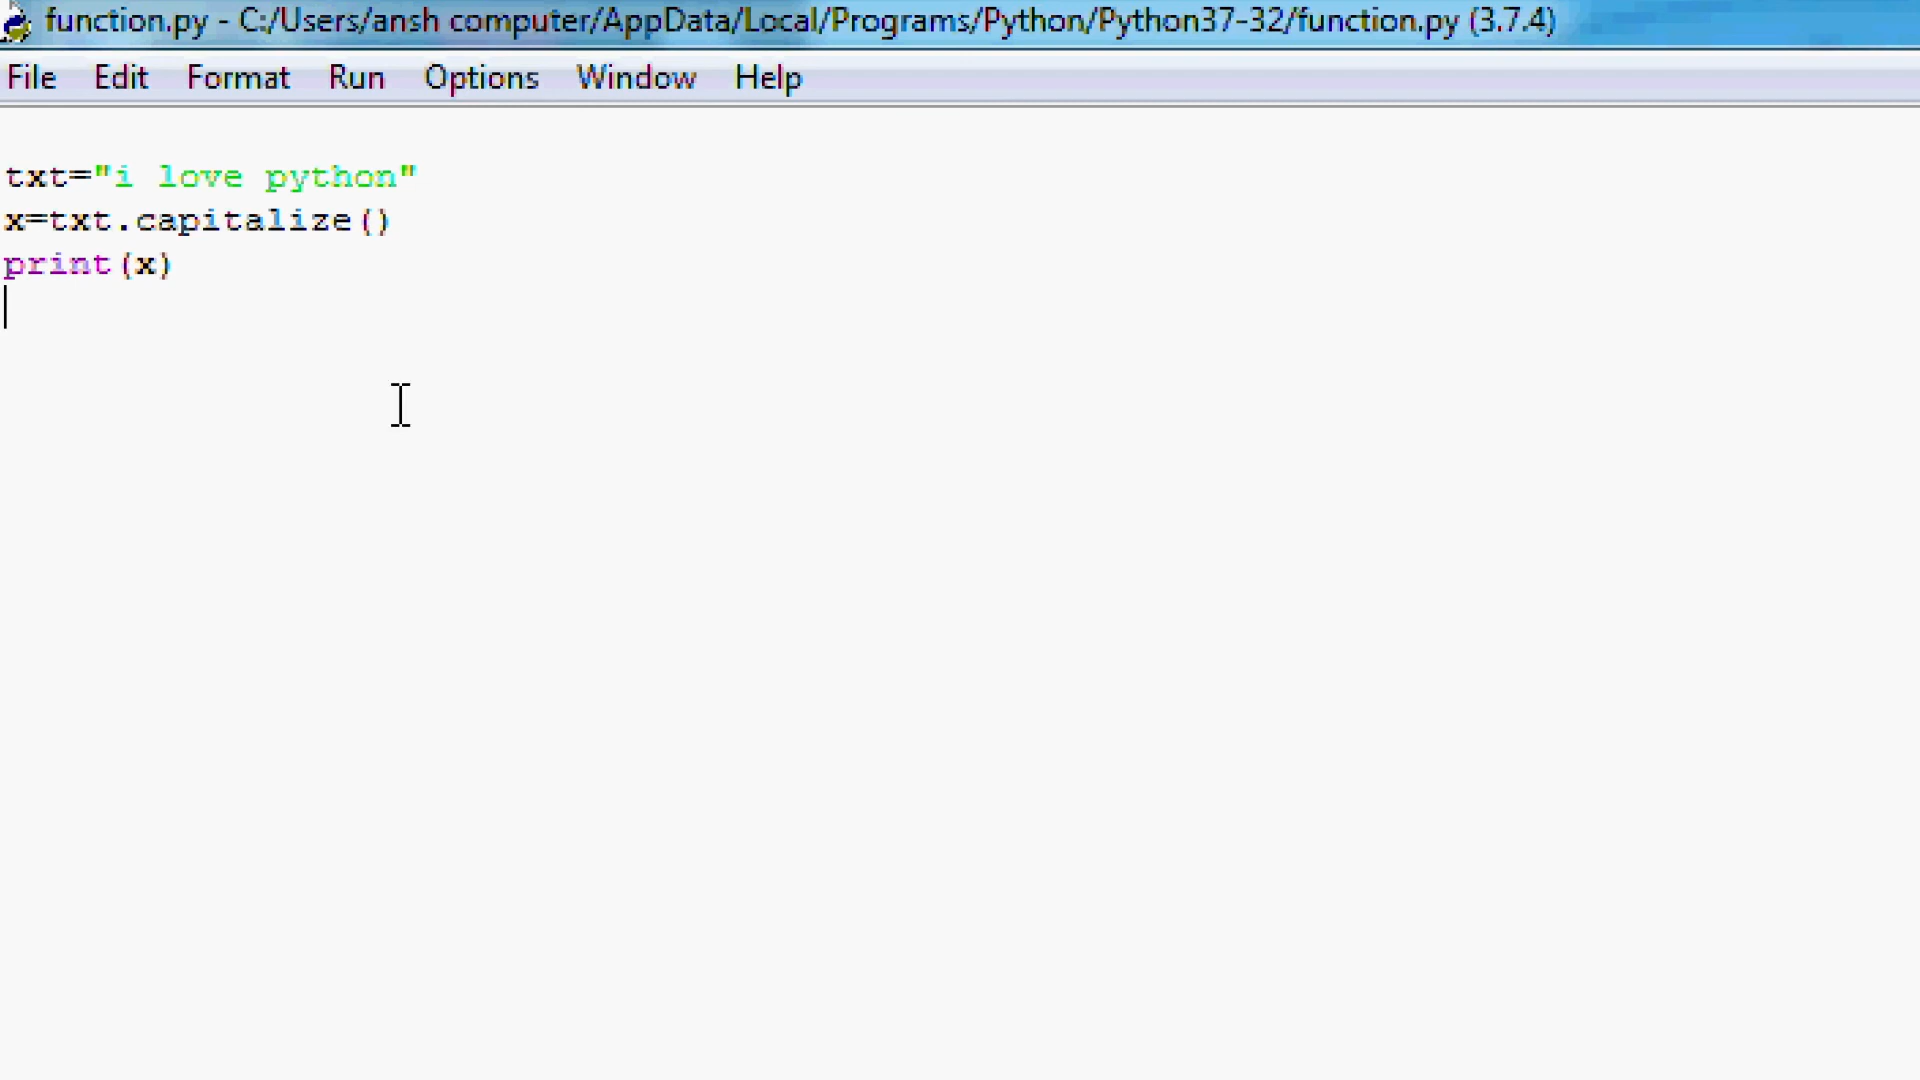 function.py - C:/Users/ansh computer/AppData/Local/Programs/Python/Python37-32/function.py (3.7.4)
File Edit Format Run Options Window Help
txt="i love python"
x=txt.capitalize()
print(x)